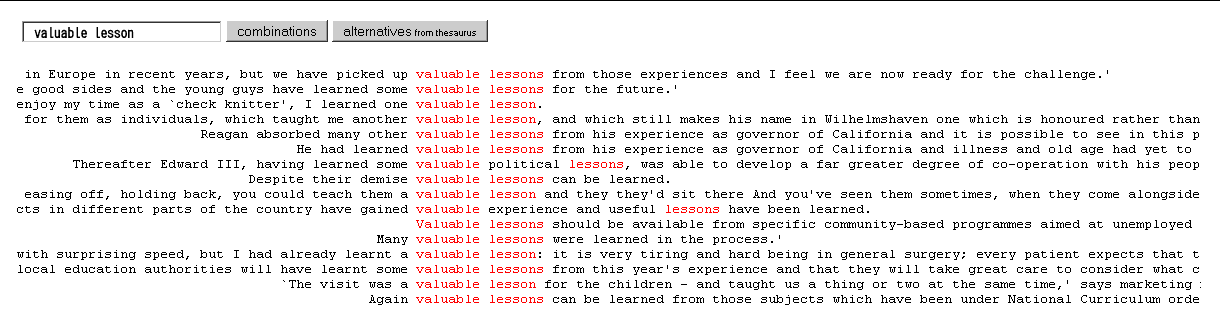 valuable lesson
combinations
alternatives from thesaurus
in Europe in recent years, but we have picked up valuable lessons from those experiences and I feel we are now ready for the challenge.'
e good sides and the young guys have learned some valuable lessons for the future.'
enjoy my time as a `check knitter', I learned one valuable lesson.
for them as individuals, which taught me another valuable lesson, and which still makes his name in Wilhelmshaven one which is honoured rather than
Reagan absorbed many other valuable lessons from his experience as governor of California and it is possible to see in this p
He had learned valuable lessons from his experience as governor of California and illness and old age had yet to
Thereafter Edward III, having learned some valuable political lessons, was able to develop a far greater degree of co-operation with his peop
Despite their demise valuable lessons can be learned.
easing off, holding back, you could teach them a valuable lesson and they they'd sit there And you've seen them sometimes, when they come alongside
cts in different parts of the country have gained valuable experience and useful lessons have been learned.
Valuable lessons should be available from specific community-based programmes aimed at unemployed
Many valuable lessons were learned in the process.'
with surprising speed, but I had already learnt a valuable lesson: it is very tiring and hard being in general surgery; every patient expects that t
local education authorities will have learnt some valuable lessons from this year's experience and that they will take great care to consider what c
`The visit was a valuable lesson for the children - and taught us a thing or two at the same time,' says marketing
Again valuable lessons can be learned from those subjects which have been under National Curriculum orde